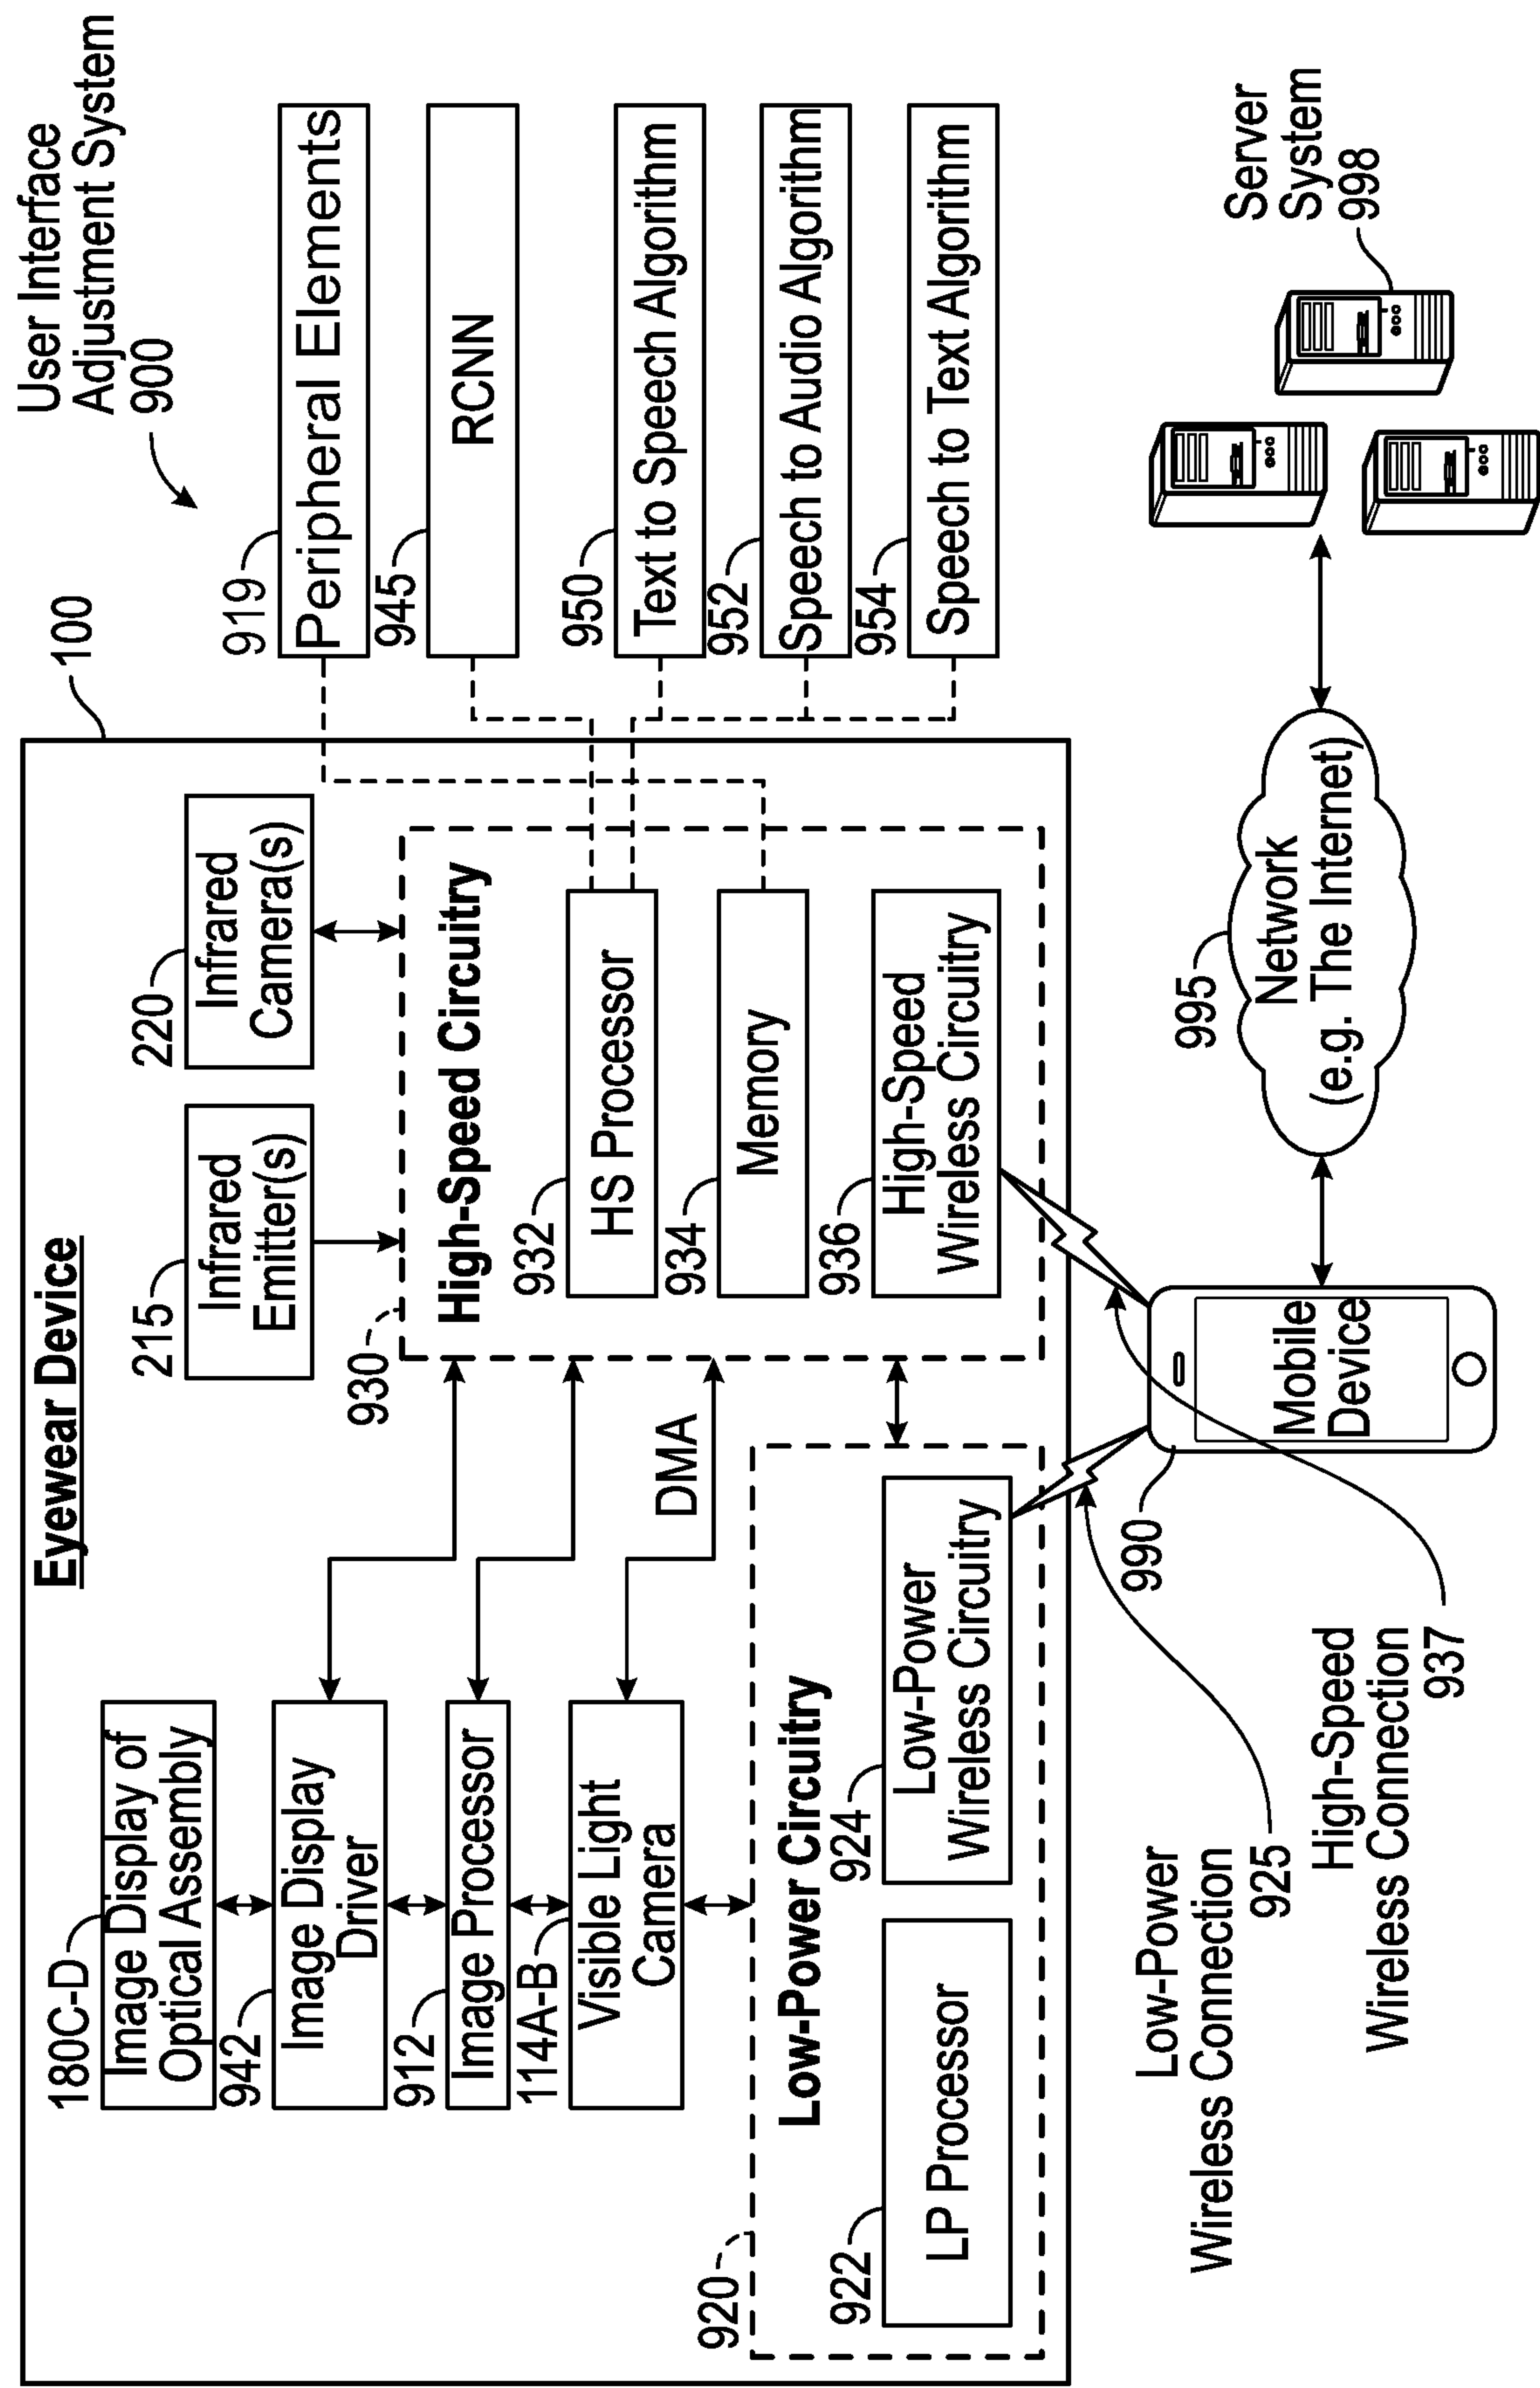 User Interface
Adjustment System
900
Eyewear Device
100
180C-D
Image Display of
Optical Assembly
942
Image Display
Driver
912
Image Processor
114A-B
Visible Light
Camera
215
Infrared
Emitter(s)
220
Infrared
Camera(s)
919
Peripheral Elements
945
RCNN
950
Text to Speech Algorithm
952
Speech to Audio Algorithm
954
Speech to Text Algorithm
930
High-Speed Circuitry
932
HS Processor
934
Memory
936
High-Speed
Wireless Circuitry
DMA
920
Low-Power Circuitry
922
LP Processor
924
Low-Power
Wireless Circuitry
Low-Power
Wireless Connection
925
High-Speed
Wireless Connection
937
990
Mobile
Device
995
Network
(e.g. The Internet)
Server
System
998